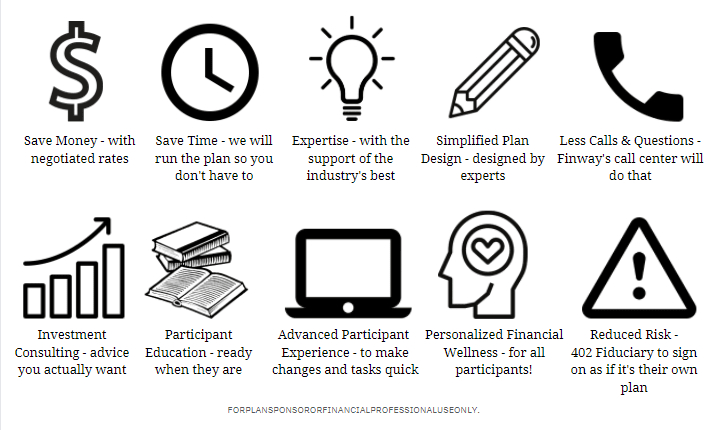 Save Money - with
negotiated rates
Save Time - we will
run the plan so you
don't have to
Expertise - with the
support of the
industry's best
Simplified Plan
Design - designed by
experts
Less Calls & Questions -
Finway's call center will
do that
Investment
Consulting - advice
you actually want
Participant
Education - ready
when they are
Advanced Participant
Experience - to make
changes and tasks quick
Personalized Financial
Wellness - for all
participants!
Reduced Risk -
402 Fiduciary to sign
on as if it's their own
plan
FORPLANSPONSORORFINANCIALPROFESSIONALUSEONLY.